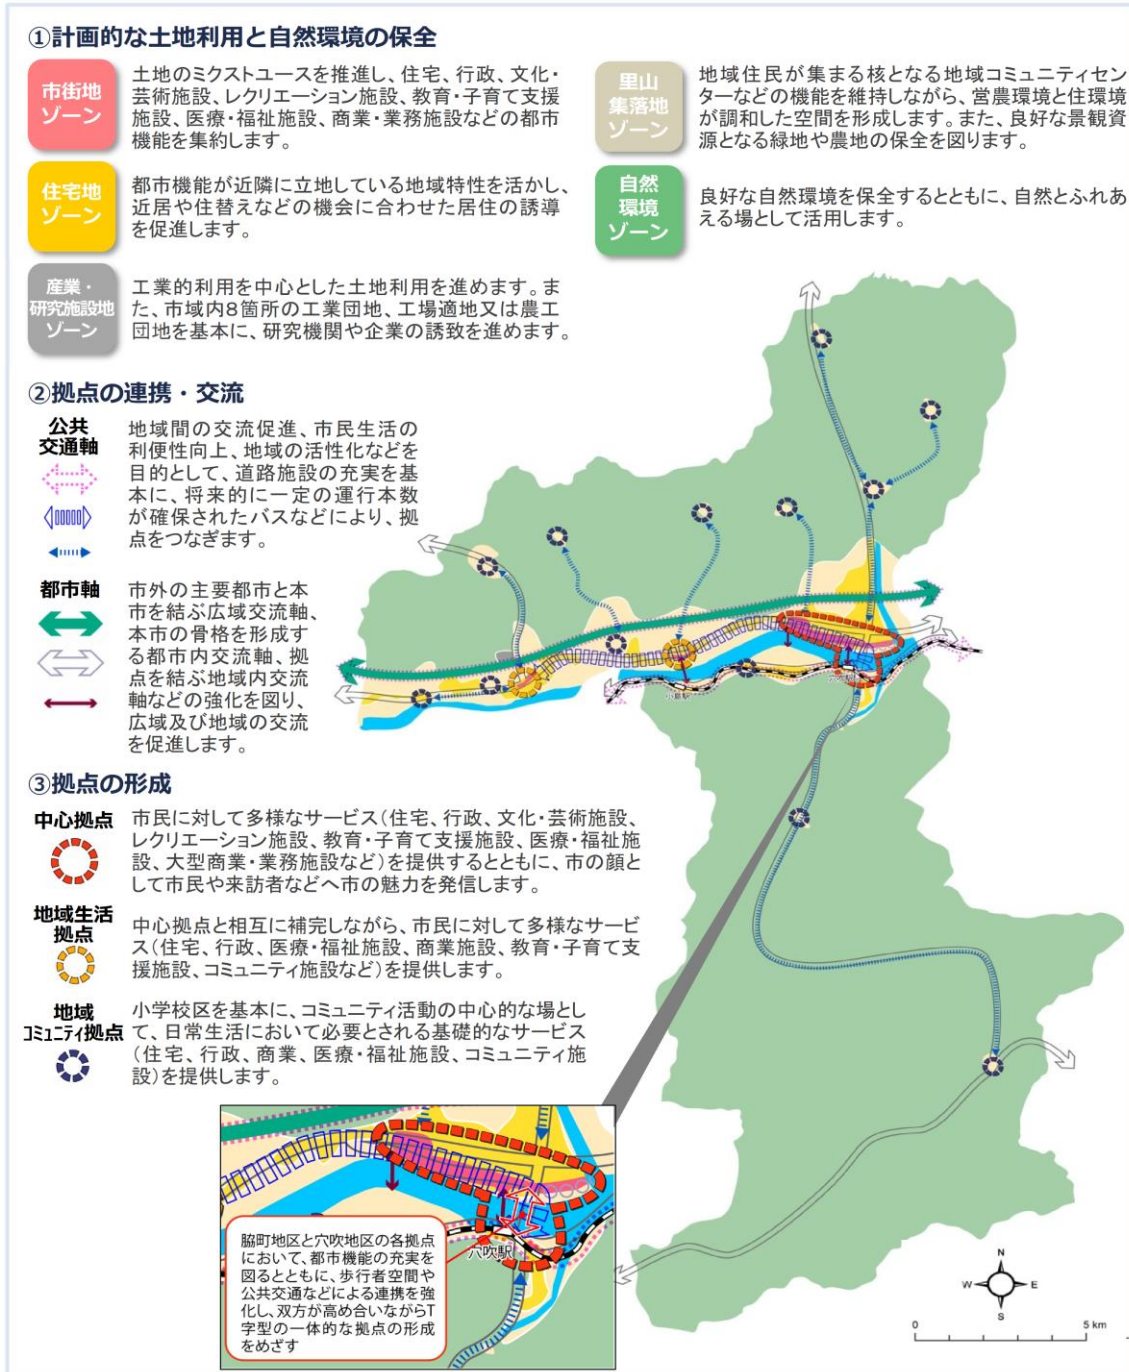 ①計画的な土地利用と自然環境の保全
市街地
ゾーン
土地のミクストユースを推進し、住宅、行政、文化・
芸術施設、レクリエーション施設、教育・子育て支援
施設、医療・福祉施設、商業・業務施設などの都市
機能を集約します。
住宅地
ゾーン
都市機能が近隣に立地している地域特性を活かし、
近居や住替えなどの機会に合わせた居住の誘導
を促進します。
産業・
研究施設地
ゾーン
工業的利用を中心とした土地利用を進めます。ま
た、市域内8箇所の工業団地、工場適地又は農工
団地を基本に、研究機関や企業の誘致を進めます。
里山
集落地
ゾーン
地域住民が集まる核となる地域コミュニティセン
ターなどの機能を維持しながら、営農環境と住環境
が調和した空間を形成します。また、良好な景観資
源となる緑地や農地の保全を図ります。
自然
環境
ゾーン
良好な自然環境を保全するとともに、自然とふれあ
える場として活用します。
②拠点の連携・交流
公共
交通軸
地域間の交流促進、市民生活の
利便性向上、地域の活性化などを
目的として、道路施設の充実を基
本に、将来的に一定の運行本数
が確保されたバスなどにより、拠
点をつなぎます。
都市軸
市外の主要都市と本
市を結ぶ広域交流軸、
本市の骨格を形成す
る都市内交流軸、拠
点を結ぶ地域内交流
軸などの強化を図り、
広域及び地域の交流
を促進します。
③拠点の形成
中心拠点
市民に対して多様なサービス(住宅、行政、文化・芸術施設、
レクリエーション施設、教育・子育て支援施設、医療・福祉施
設、大型商業・業務施設など)を提供するとともに、市の顔と
して市民や来訪者などへ市の魅力を発信します。
地域生活
拠点
中心拠点と相互に補完しながら、市民に対して多様なサービ
ス(住宅、行政、医療・福祉施設、商業施設、教育・子育て支
援施設、コミュニティ施設など)を提供します。
地域
コミュニティ拠点
小学校区を基本に、コミュニティ活動の中心的な場とし
て、日常生活において必要とされる基礎的なサービス
(住宅、行政、商業、医療・福祉施設、コミュニティ施
設)を提供します。
穴吹駅
脇町地区と穴吹地区の各拠点
において、都市機能の充実を
図るとともに、歩行者空間や
公共交通などによる連携を強
化し、双方が高め合いながらT
字型の一体的な拠点の形成
をめざす
N
W
E
S
0
5 km